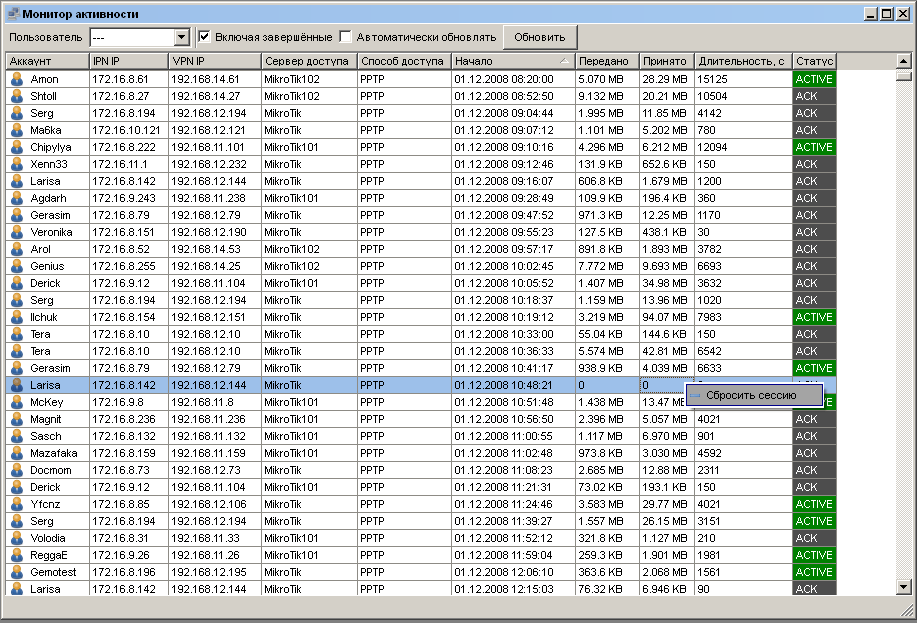 Монитор активности
Пользователь --- Включая завершённые Автоматически обновлять Обновить
Аккаунт IPN IP VPN IP Сервер доступа Способ доступа Начало Передано Принято Длительность, с Статус
Amon 172.16.8.61 192.168.14.61 MikroTik102 PPTP 01.12.2008 08:20:00 5.070 MB 28.29 MB 15125 ACTIVE
Shtoll 172.16.8.27 192.168.14.27 MikroTik102 PPTP 01.12.2008 08:52:50 9.132 MB 20.21 MB 10504 ACK
Serg 172.16.8.194 192.168.12.194 MikroTik PPTP 01.12.2008 09:04:44 1.995 MB 11.85 MB 4142 ACK
Ma6ka 172.16.10.121 192.168.12.121 MikroTik PPTP 01.12.2008 09:07:12 1.101 MB 5.202 MB 780 ACK
Chipylya 172.16.8.222 192.168.11.101 MikroTik101 PPTP 01.12.2008 09:10:16 4.296 MB 6.212 MB 12094 ACTIVE
Xenn33 172.16.11.1 192.168.12.232 MikroTik PPTP 01.12.2008 09:12:46 131.9 KB 652.6 KB 150 ACK
Larisa 172.16.8.142 192.168.12.144 MikroTik PPTP 01.12.2008 09:16:07 606.8 KB 1.679 MB 1200 ACK
Agdarh 172.16.9.243 192.168.11.238 MikroTik101 PPTP 01.12.2008 09:28:49 109.9 KB 196.4 KB 360 ACK
Gerasim 172.16.8.79 192.168.12.79 MikroTik PPTP 01.12.2008 09:47:52 971.3 KB 12.25 MB 1170 ACK
Veronika 172.16.8.151 192.168.12.190 MikroTik PPTP 01.12.2008 09:55:23 127.5 KB 438.1 KB 30 ACK
Arol 172.16.8.52 192.168.14.53 MikroTik102 PPTP 01.12.2008 09:57:17 891.8 KB 1.893 MB 3782 ACK
Genius 172.16.8.255 192.168.14.25 MikroTik102 PPTP 01.12.2008 10:02:45 7.772 MB 9.693 MB 6693 ACK
Derick 172.16.9.12 192.168.11.104 MikroTik101 PPTP 01.12.2008 10:05:52 1.407 MB 34.98 MB 3632 ACK
Serg 172.16.8.194 192.168.12.194 MikroTik PPTP 01.12.2008 10:18:37 1.159 MB 13.96 MB 1020 ACK
Ilchuk 172.16.8.154 192.168.12.151 MikroTik PPTP 01.12.2008 10:19:12 3.219 MB 94.07 MB 7983 ACTIVE
Tera 172.16.8.10 192.168.12.10 MikroTik PPTP 01.12.2008 10:33:00 55.04 KB 144.6 KB 150 ACK
Tera 172.16.8.10 192.168.12.10 MikroTik PPTP 01.12.2008 10:36:33 5.574 MB 42.81 MB 6542 ACK
Gerasim 172.16.8.79 192.168.12.79 MikroTik PPTP 01.12.2008 10:41:17 938.9 KB 4.039 MB 6633 ACTIVE
Larisa 172.16.8.142 192.168.12.144 MikroTik PPTP 01.12.2008 10:48:21 0 0
Сбросить сессию
McKey 172.16.9.8 192.168.11.8 MikroTik101 PPTP 01.12.2008 10:51:48 1.438 MB 13.47 MB
Magnit 172.16.8.236 192.168.11.236 MikroTik101 PPTP 01.12.2008 10:56:50 2.396 MB 5.057 MB 4021 ACK
Sasch 172.16.8.132 192.168.11.132 MikroTik101 PPTP 01.12.2008 11:00:55 1.117 MB 6.970 MB 901 ACK
Mazafaka 172.16.8.159 192.168.11.159 MikroTik101 PPTP 01.12.2008 11:02:48 973.8 KB 3.030 MB 4592 ACK
Docmom 172.16.8.73 192.168.12.73 MikroTik PPTP 01.12.2008 11:08:23 2.685 MB 12.88 MB 2311 ACK
Derick 172.16.9.12 192.168.11.104 MikroTik101 PPTP 01.12.2008 11:21:31 73.02 KB 193.1 KB 150 ACK
Yfcnz 172.16.8.85 192.168.12.106 MikroTik PPTP 01.12.2008 11:24:46 3.583 MB 29.77 MB 4021 ACTIVE
Serg 172.16.8.194 192.168.12.194 MikroTik PPTP 01.12.2008 11:39:27 1.557 MB 26.15 MB 3151 ACTIVE
Volodia 172.16.8.31 192.168.11.33 MikroTik101 PPTP 01.12.2008 11:52:12 321.8 KB 1.127 MB 210 ACK
ReggaE 172.16.9.26 192.168.11.26 MikroTik101 PPTP 01.12.2008 11:59:04 259.3 KB 1.901 MB 1981 ACTIVE
Gemotest 172.16.8.196 192.168.12.195 MikroTik PPTP 01.12.2008 12:06:10 363.6 KB 2.068 MB 1561 ACTIVE
Larisa 172.16.8.142 192.168.12.144 MikroTik PPTP 01.12.2008 12:15:03 76.32 KB 6.946 KB 90 ACK